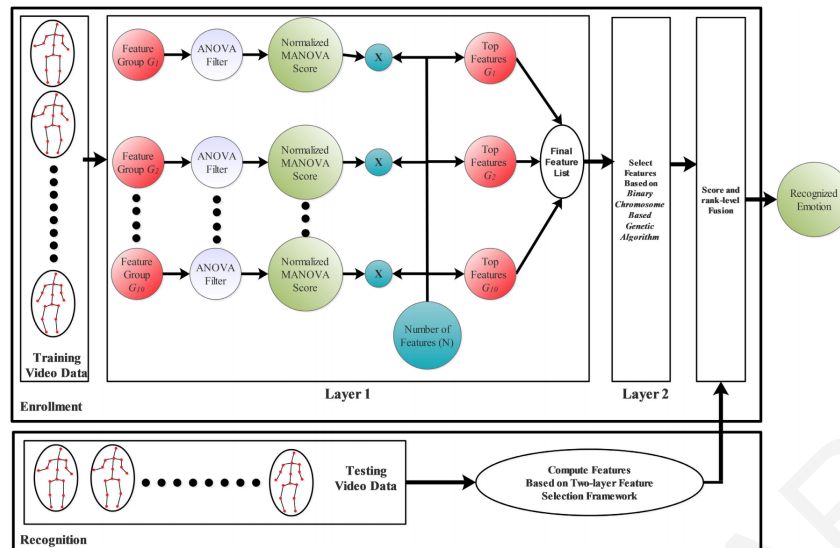 Feature
Group G1
ANOVA
Filter
Normalized
MANOVA
Score
X
Top
Features
G1
Feature
Group G2
ANOVA
Filter
Normalized
MANOVA
Score
X
Top
Features
G2
Feature
Group
G10
ANOVA
Filter
Normalized
MANOVA
Score
X
Top
Features
G10
Number of
Features (N)
Final
Feature
List
Training
Video Data
Layer 1
Select
Features
Based on
Binary
Chromosome
Based
Genetic
Algorithm
Layer 2
Score and
rank-level
Fusion
Recognized
Emotion
Enrollment
Testing
Video Data
Compute Features
Based on Two-layer Feature
Selection Framework
Recognition